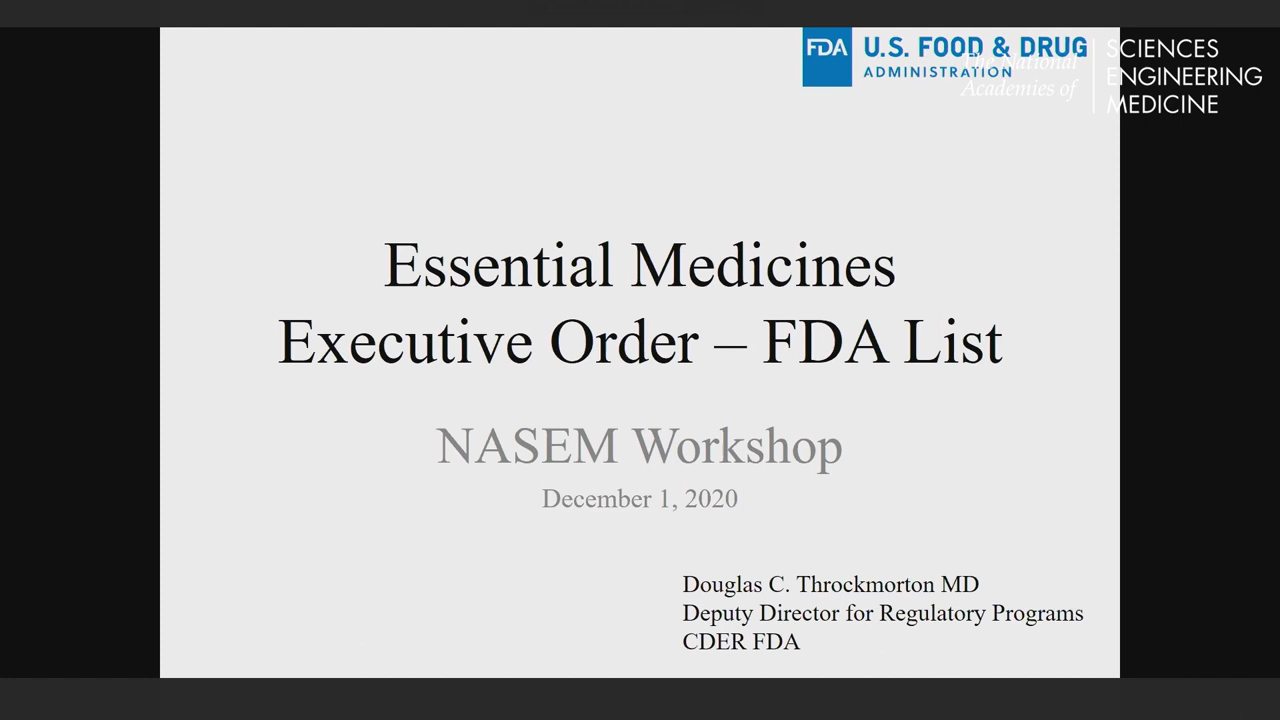 FDA
U.S. FOOD & DRUG
ADMINISTRATION
The National
Academies of
SCIENCES
ENGINEERING
MEDICINE
Essential Medicines
Executive Order – FDA List
NASEM Workshop
December 1, 2020
Douglas C. Throckmorton MD
Deputy Director for Regulatory Programs
CDER FDA